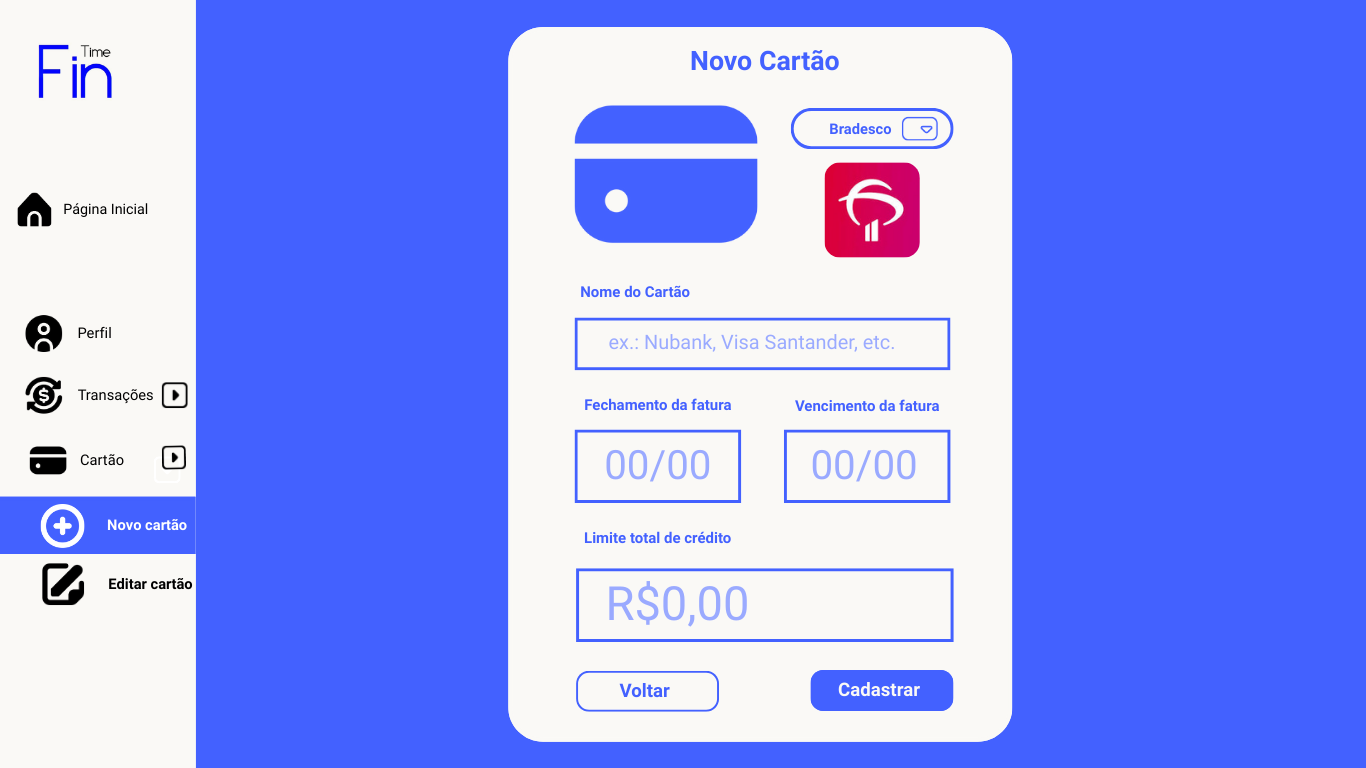 Time
Fin
Página Inicial
Perfil
Transações
Cartão
Novo cartão
Editar cartão
Novo Cartão
Bradesco
Nome do Cartão
ex.: Nubank, Visa Santander, etc.
Fechamento da fatura
Vencimento da fatura
00/00
00/00
Limite total de crédito
R$0,00
Voltar
Cadastrar